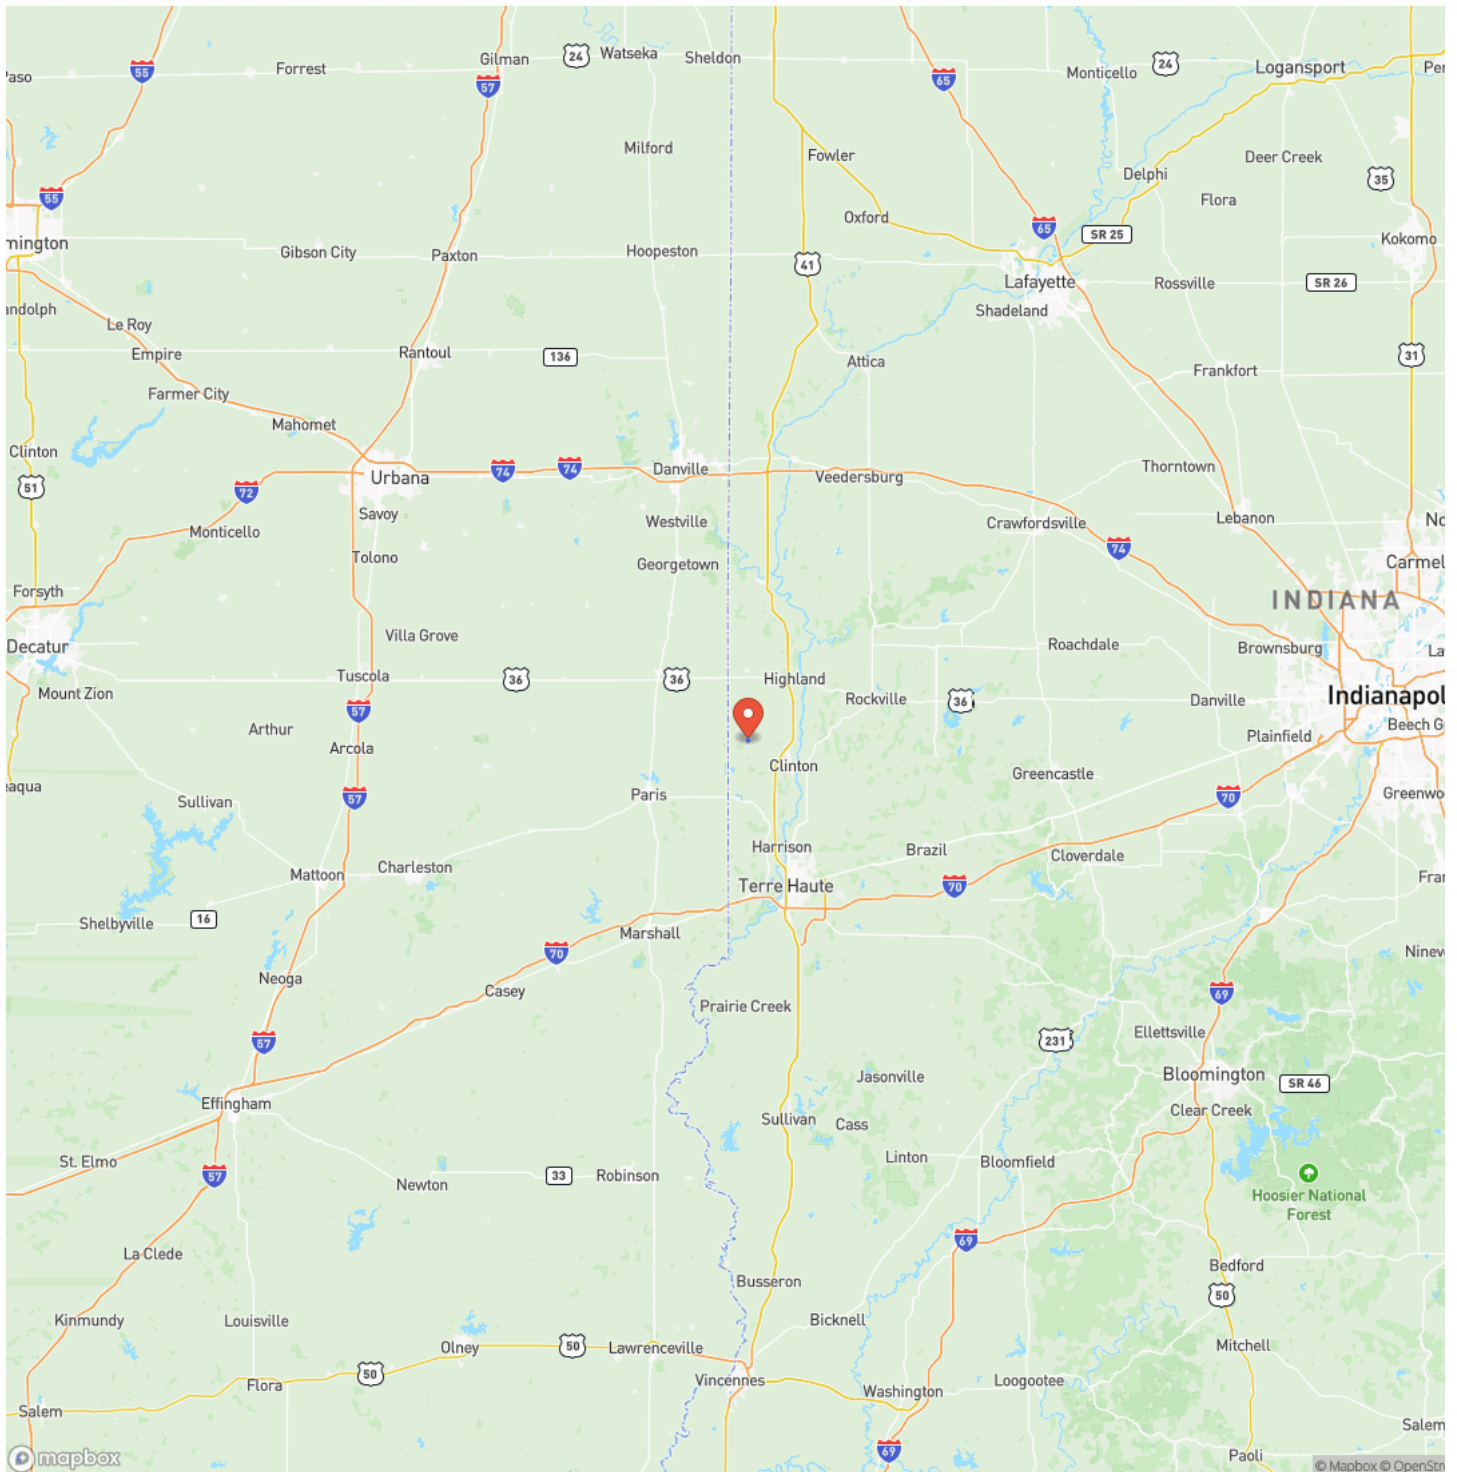 Gilman
24
Watseka
Sheldon
24
55
Forrest
57
65
Monticello
Logansport
Paso
Per
Milford
Fowler
Deer Creek
Delphi
35
55
Flora
Oxford
65
SR 25
mington
Gibson City
Paxton
Hoopeston
41
Kokomo
Lafayette
Rossville
SR 26
andolph
Shadeland
Le Roy
Empire
Rantoul
136
Attica
31
Frankfort
Farmer City
Mahomet
Clinton
74
74
Danville
Thorntown
51
72
Urbana
Veedersburg
Savoy
Westville
Crawfordsville
Lebanon
No
Monticello
Tolono
Georgetown
74
Carmel
Forsyth
INDIANA
Villa Grove
Roachdale
Brownsburg
La
Decatur
Tuscola
36
36
Highland
Mount Zion
Rockville
36
Danville
Indianapol
57
Arthur
Arcola
Plainfield
Beech G
Clinton
Greencastle
eaqua
Sullivan
57
Paris
70
Greenwo
Harrison
Brazil
Cloverdale
Mattoon
Charleston
Terre Haute
70
Fran
Shelbyville
16
Marshall
70
Ninev
Neoga
Casey
Prairie Creek
69
57
231
Ellettsville
Jasonville
Bloomington
SR 46
Effingham
Sullivan
Cass
Clear Creek
St. Elmo
57
Newton
33
Robinson
Linton
Bloomfield
Hoosier National
Forest
La Clede
69
Bedford
Busseron
50
Kinmundy
Louisville
Bicknell
Olney
50
Lawrenceville
Mitchell
50
Flora
Vincennes
Washington
Loogootee
Salem
Salem
69
Paoli
mapbox
© Mapbox © OpenStre